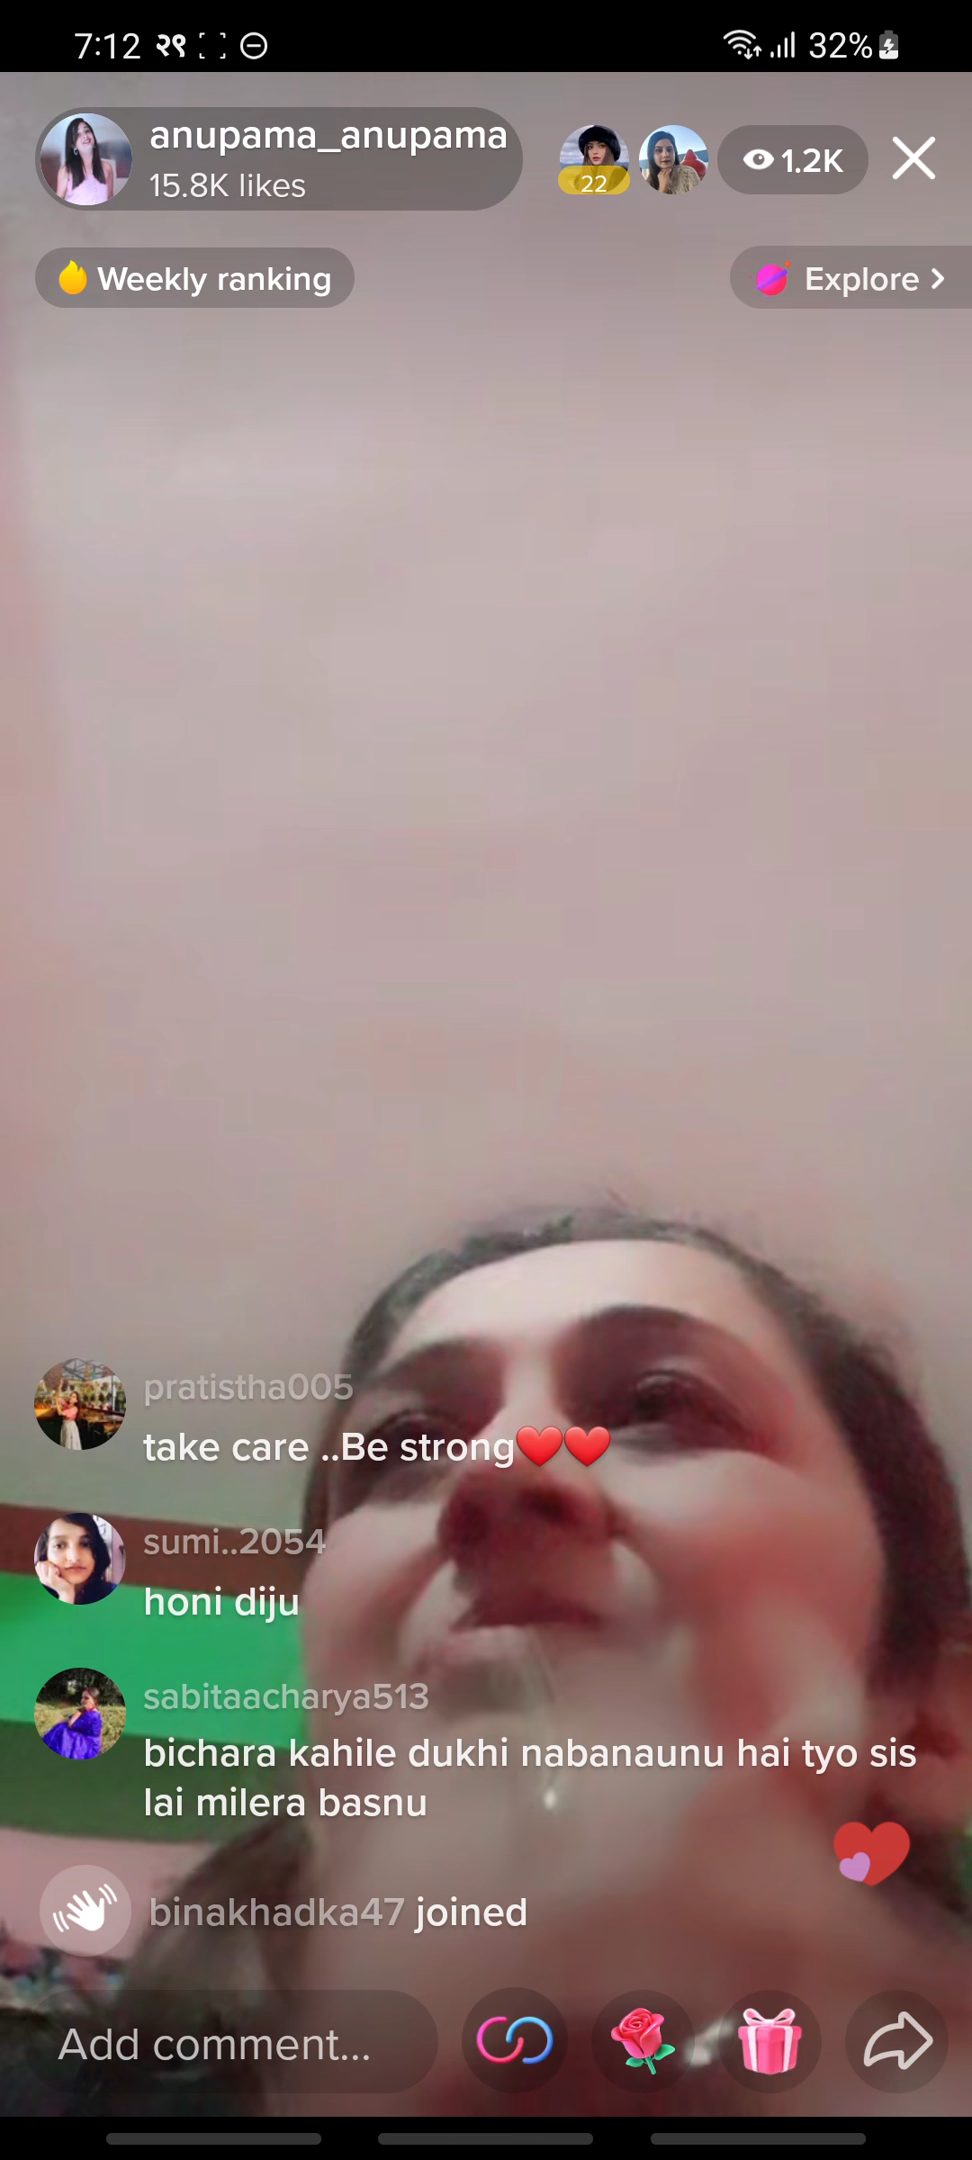 7:12 २९ 32%
anupama_anupama
15.8K likes
22
1.2K
Weekly ranking
Explore
pratistha005
take care ..Be strong❤️❤️
sumi..2054
honi diju
sabitaacharya513
bichara kahile dukhi nabanaunu hai tyo sis
lai milera basnu
binakhadka47 joined
Add comment...